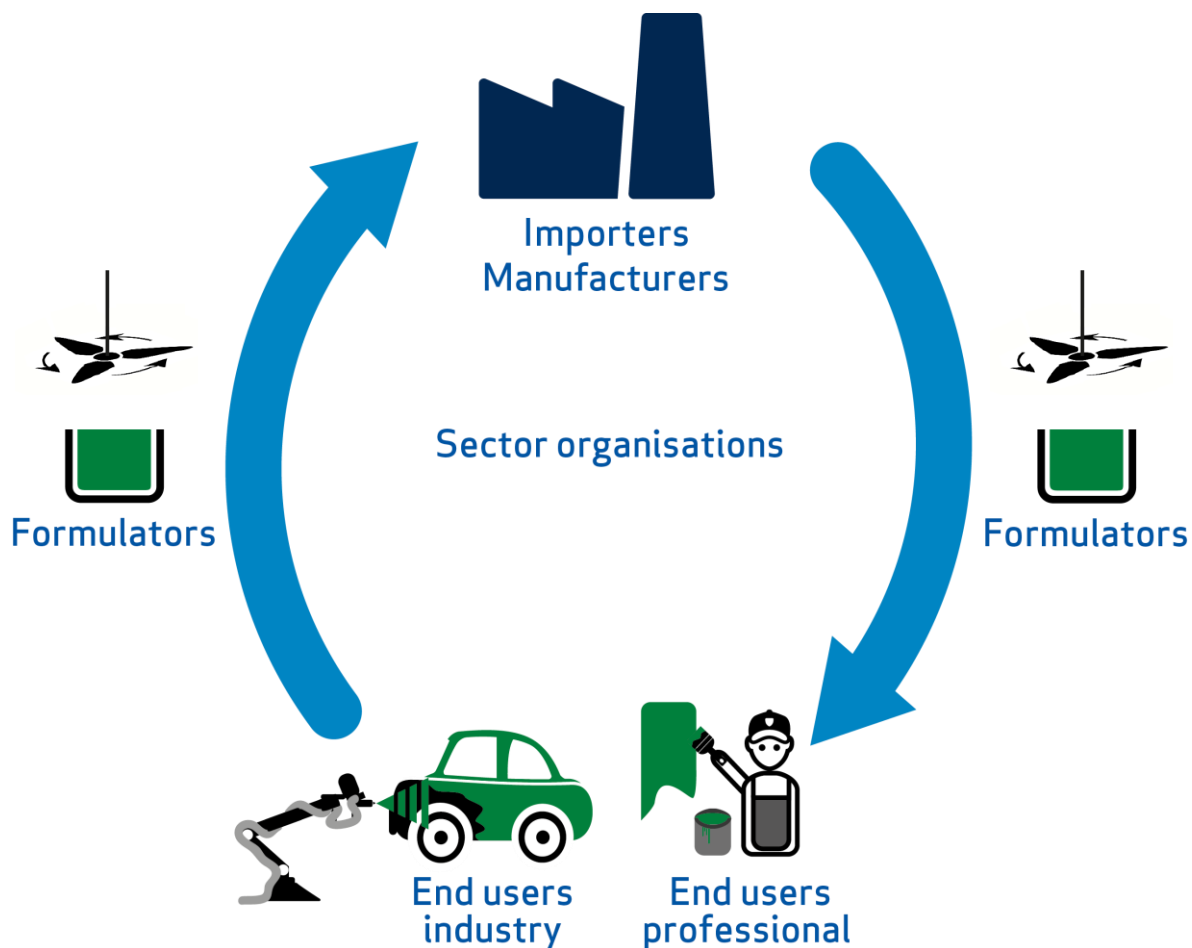 Importers
Manufacturers
Sector organisations
Formulators
Formulators
End users
industry
End users
professional